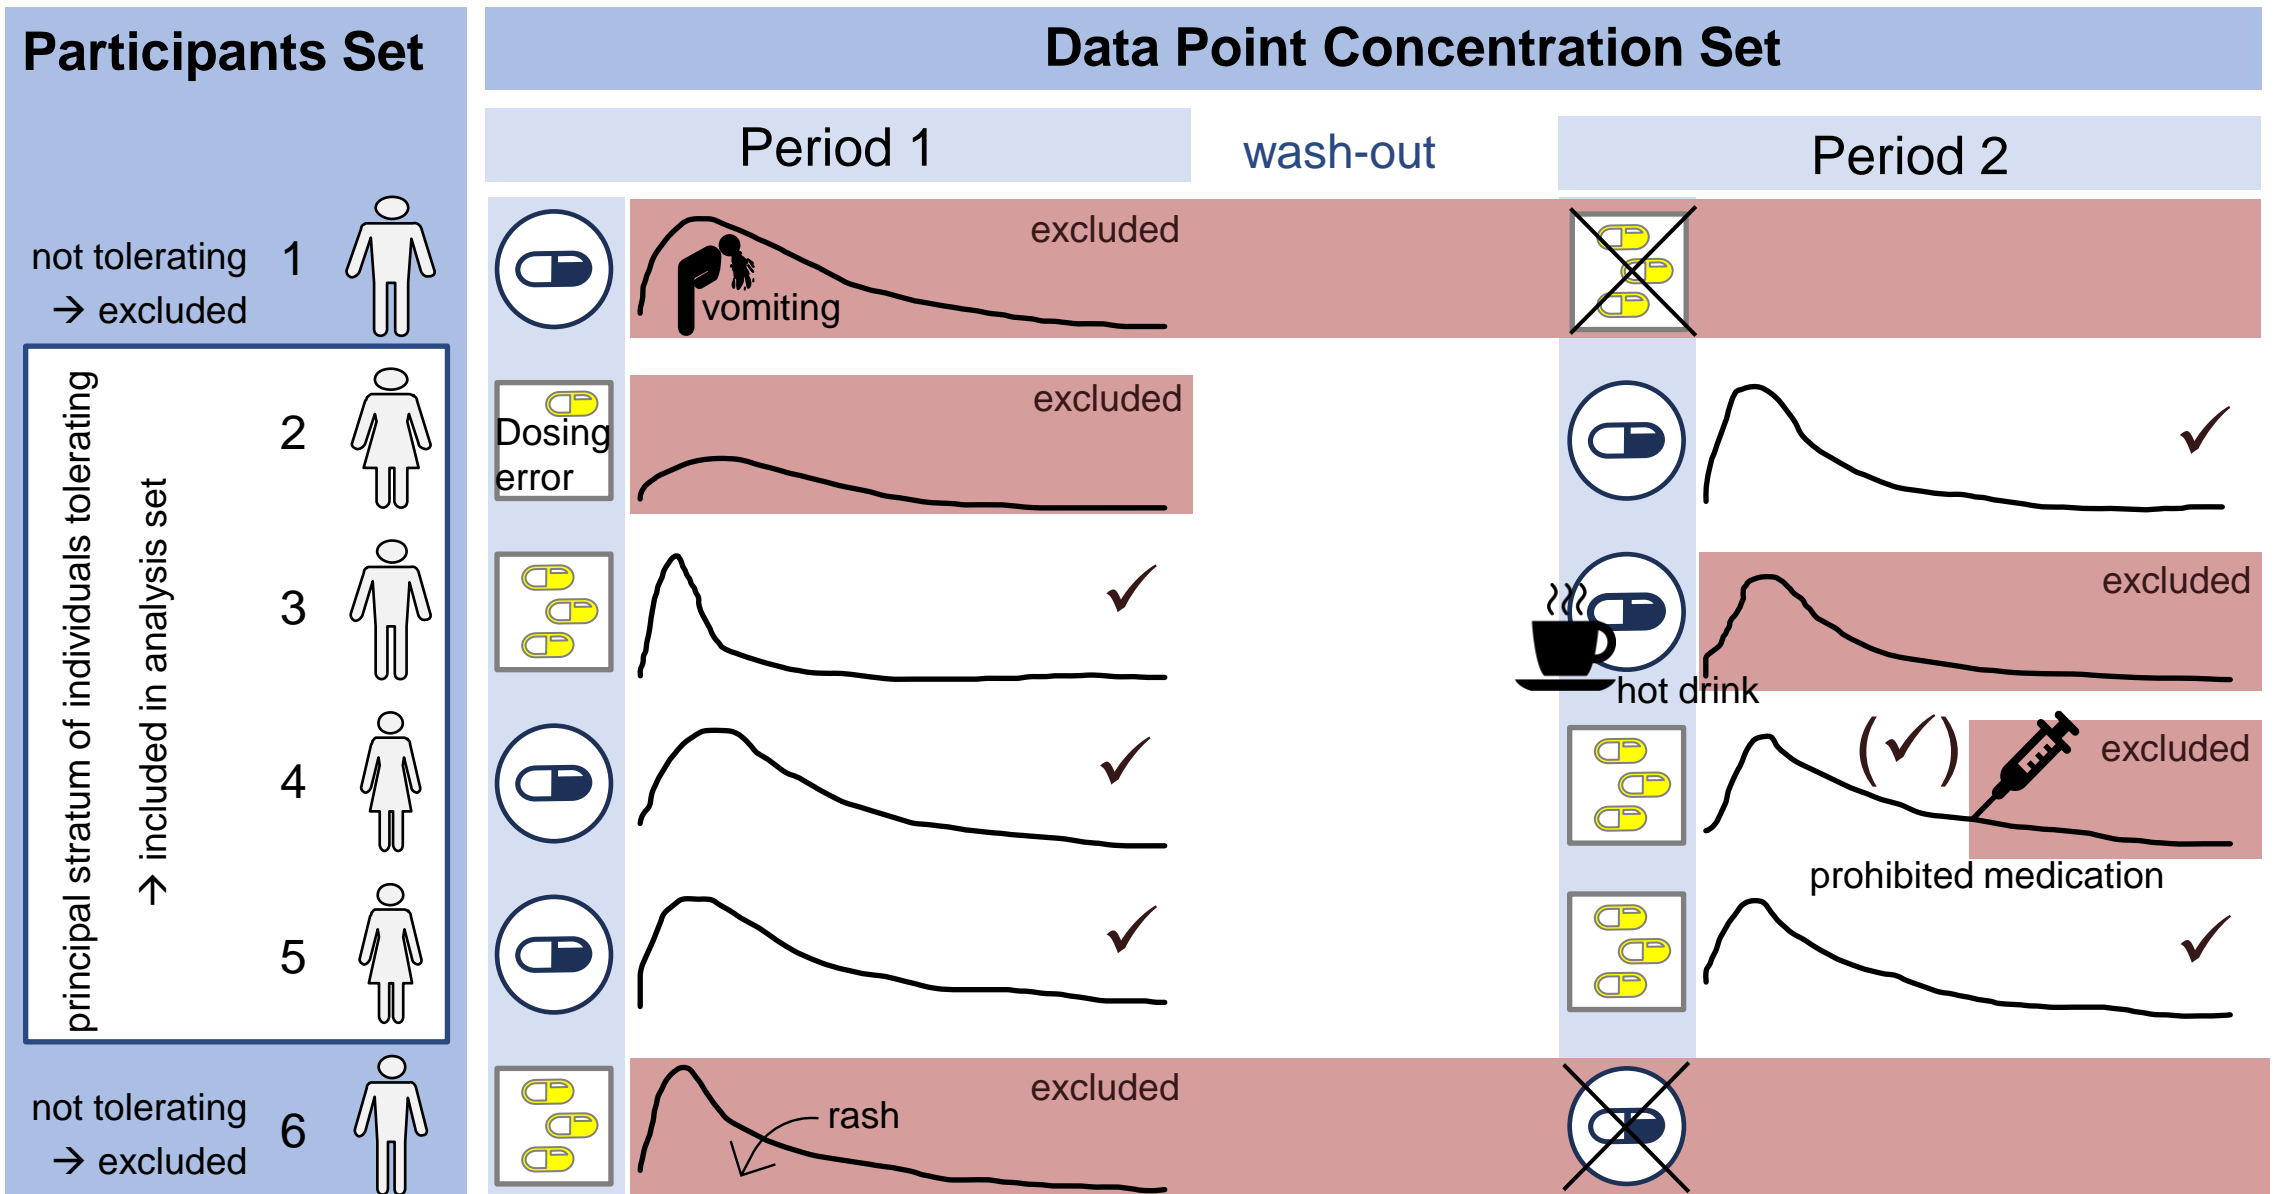 Participants Set
Data Point Concentration Set
Period 1
wash-out
Period 2
not tolerating
→ excluded
1
excluded
vomiting
principal stratum of individuals tolerating
→ included in analysis set
2
Dosing
error
excluded
3
hot drink
excluded
4
(✓)
excluded
prohibited medication
5
not tolerating
→ excluded
6
excluded
rash